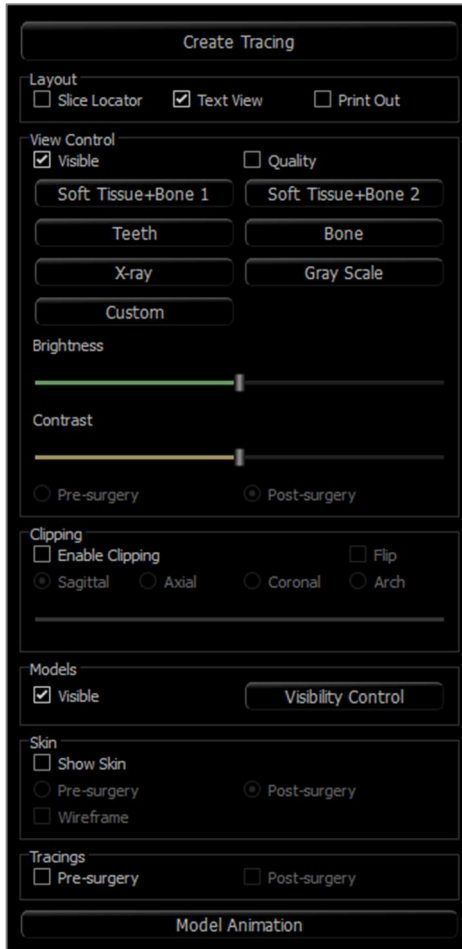 Create Tracing
Layout
Slice Locator Text View Print Out
View Control
Visible Quality
Soft Tissue+Bone 1 Soft Tissue+Bone 2
Teeth Bone
X-ray Gray Scale
Custom
Brightness
Contrast
Pre-surgery Post-surgery
Clipping
Enable Clipping Flip
Sagittal Axial Coronal Arch
Models
Visible Visibility Control
Skin
Show Skin
Pre-surgery Post-surgery
Wireframe
Tracings
Pre-surgery Post-surgery
Model Animation